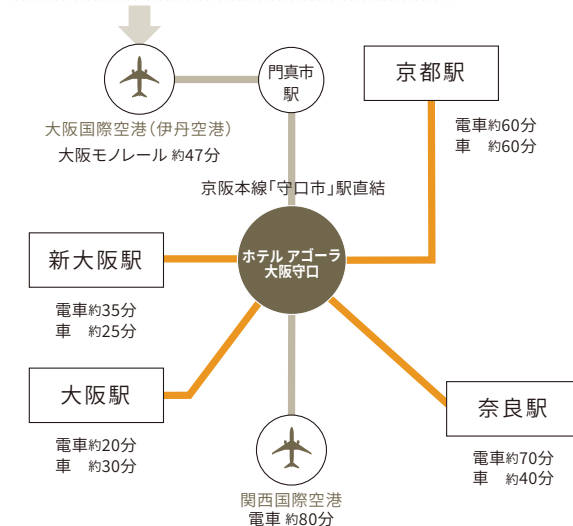 門真市
駅
京都駅
大阪国際空港(伊丹空港)
大阪モノレール 約47分
電車約60分
車 約60分
京阪本線「守口市」駅直結
新大阪駅
ホテル アゴーラ
大阪守口
電車約35分
車 約25分
大阪駅
奈良駅
電車約20分
車 約30分
電車約70分
車 約40分
関西国際空港
電車 約80分